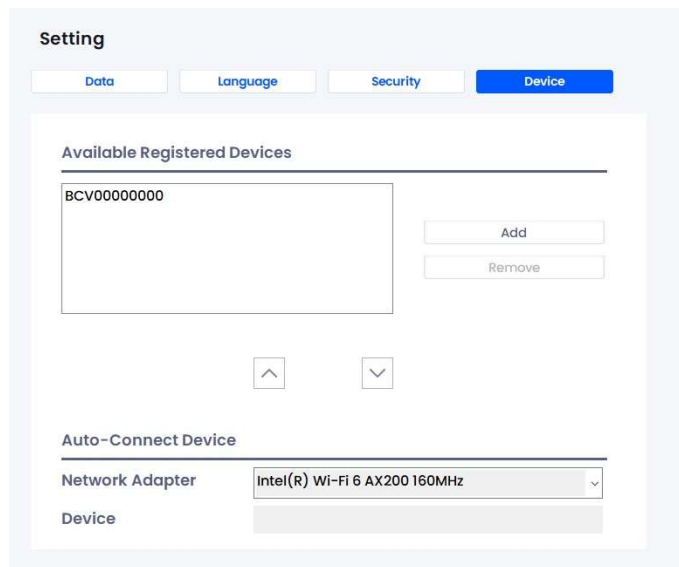 Setting
Data Language Security Device
Available Registered Devices
BCV00000000
Add
Remove
Auto-Connect Device
Network Adapter Intel(R) Wi-Fi 6 AX200 160MHz
Device